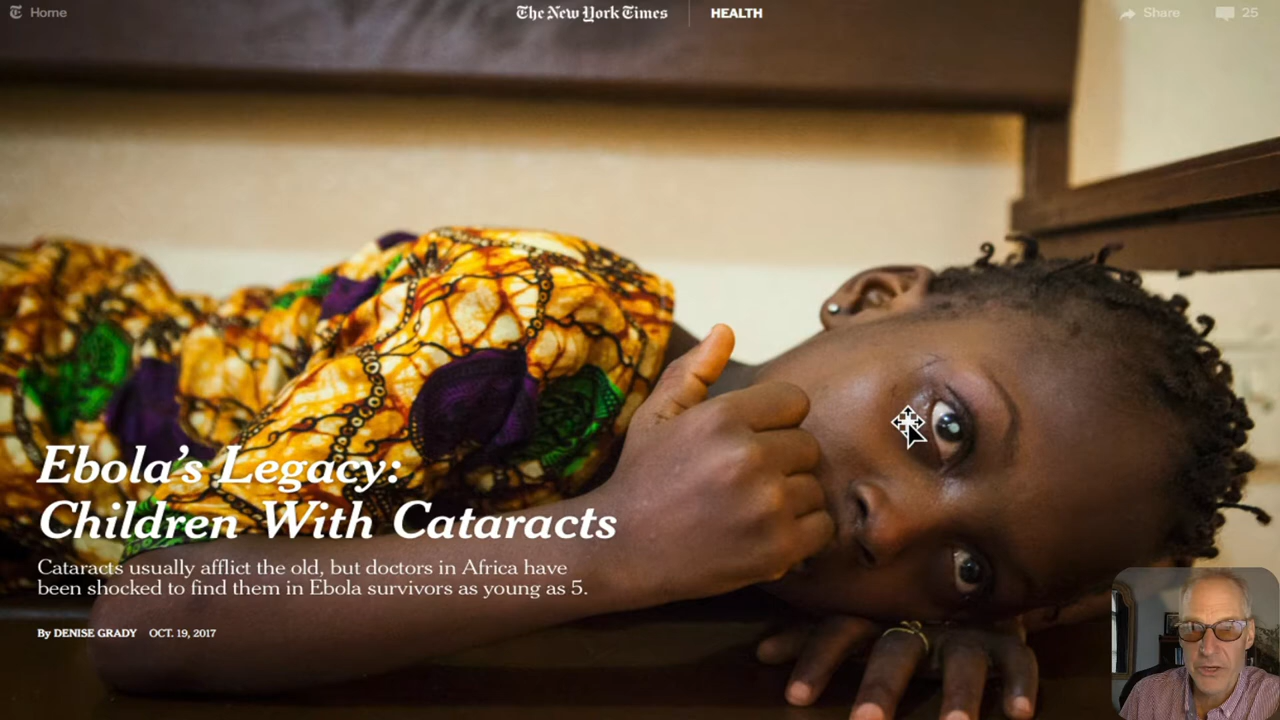 Home
The New York Times
HEALTH
Share
25
Ebola's Legacy:
Children With Cataracts
Cataracts usually afflict the old, but doctors in Africa have
been shocked to find them in Ebola survivors as young as 5.
By DENISE GRADY OCT. 19, 2017